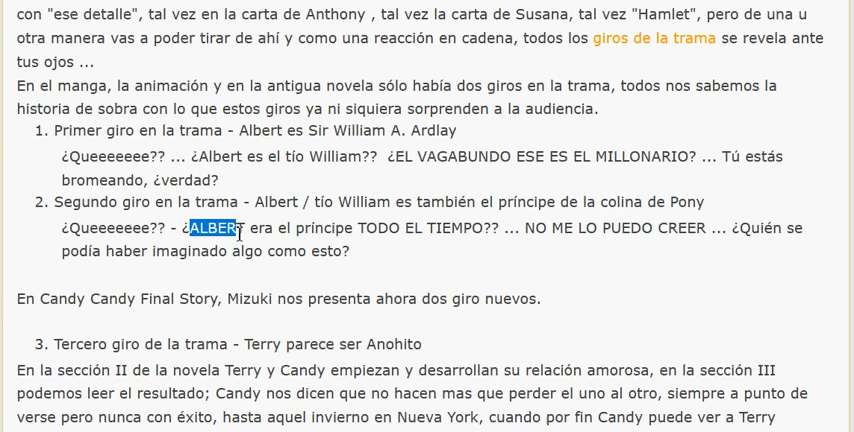 con "ese detalle", tal vez en la carta de Anthony , tal vez la carta de Susana, tal vez "Hamlet", pero de una u
otra manera vas a poder tirar de ahí y como una reacción en cadena, todos los giros de la trama se revela ante
tus ojos ...
En el manga, la animación y en la antigua novela sólo había dos giros en la trama, todos nos sabemos la
historia de sobra con lo que estos giros ya ni siquiera sorprenden a la audiencia.
1. Primer giro en la trama - Albert es Sir William A. Ardlay
¿Queeeeeee?? ... ¿Albert es el tío William?? ¿EL VAGABUNDO ESE ES EL MILLONARIO? ... Tú estás
bromeando, ¿verdad?
2. Segundo giro en la trama - Albert / tío William es también el príncipe de la colina de Pony
¿Queeeeeee?? - ¿ALBERT era el príncipe TODO EL TIEMPO?? ... NO ME LO PUEDO CREER ... ¿Quién se
podía haber imaginado algo como esto?
En Candy Candy Final Story, Mizuki nos presenta ahora dos giro nuevos.
3. Tercero giro de la trama - Terry parece ser Anohito
En la sección II de la novela Terry y Candy empiezan y desarrollan su relación amorosa, en la sección III
podemos leer el resultado; Candy nos dicen que no hacen mas que perder el uno al otro, siempre a punto de
verse pero nunca con éxito, hasta aquel invierno en Nueva York, cuando por fin Candy puede ver a Terry